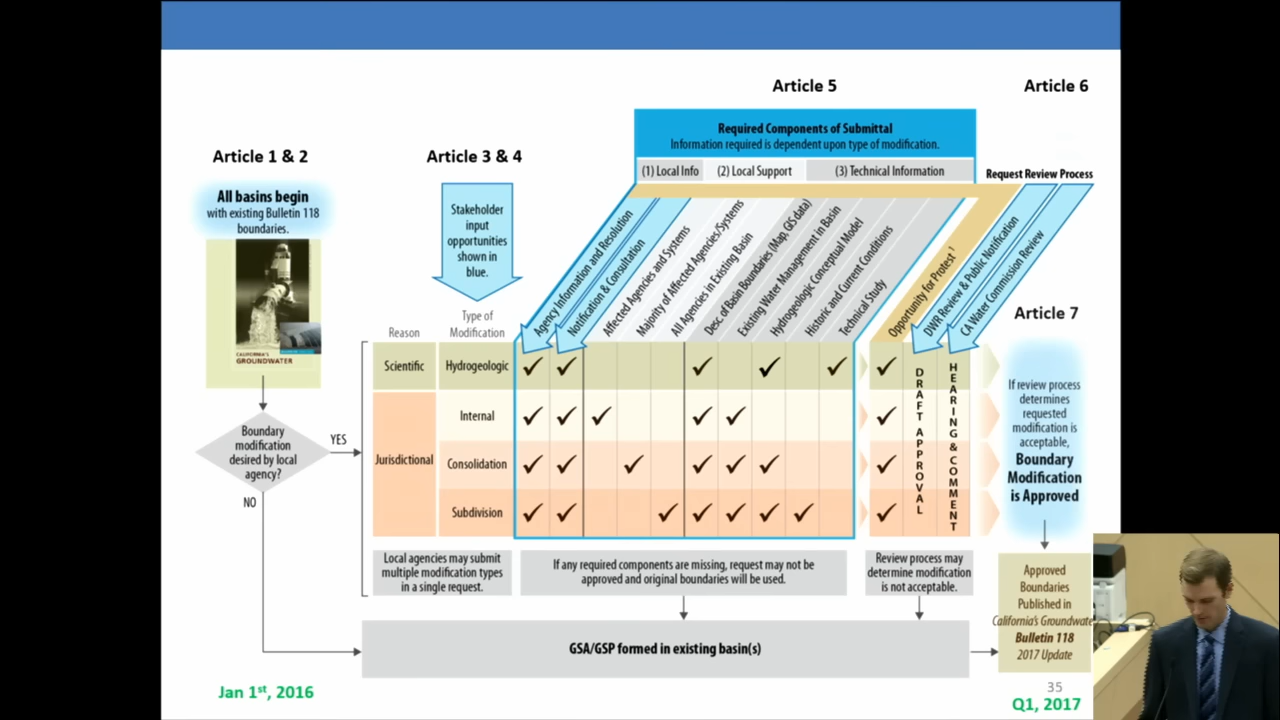 Article 5
Article 6
Required Components of Submittal
Information required is dependent upon type of modification.
Article 1 & 2
Article 3 & 4
(1) Local Info
(2) Local Support
(3) Technical Information
Request Review Process
All basins begin
with existing Bulletin 118
boundaries.
CALIFORNIA'S
GROUNDWATER
Stakeholder
input
opportunities
shown in
blue.
Agency Information and Resolution
Notification & Consultation
Affected Agencies and Systems
Majority of Affected Agencies/Systems
All Agencies in Existing Basin
Desc. of Basin Boundaries (Map, GIS data)
Existing Water Management in Basin
Hydrogeologic Conceptual Model
Historic and Current Conditions
Technical Study
Opportunity for Protest 1
DWR Review & Public Notification
CA Water Commission Review
Reason
Type of
Modification
Article 7
Scientific
Hydrogeologic
Internal
Jurisdictional
Consolidation
Subdivision
DRAFT APPROVAL
HEARING & COMMENT
If review process
determines
requested
modification is
acceptable,
Boundary
Modification
is Approved
Boundary
modification
desired by local
agency?
YES
NO
Local agencies may submit
multiple modification types
in a single request.
If any required components are missing, request may not be
approved and original boundaries will be used.
Review process may
determine modification
is not acceptable.
Approved
Boundaries
Published in
California's Groundwate
Bulletin 118
2017 Update
GSA/GSP formed in existing basin(s)
Jan 1st, 2016
35
Q1, 2017